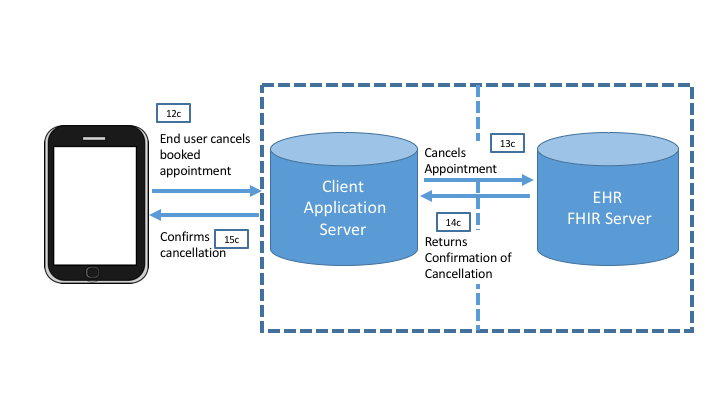 12c
End user cancels
booked
appointment
Confirms
15c
cancellation
Client
Application
Server
13c
Cancels
Appointment
14c
Returns
Confirmation of
Cancellation
EHR
FHIR Server